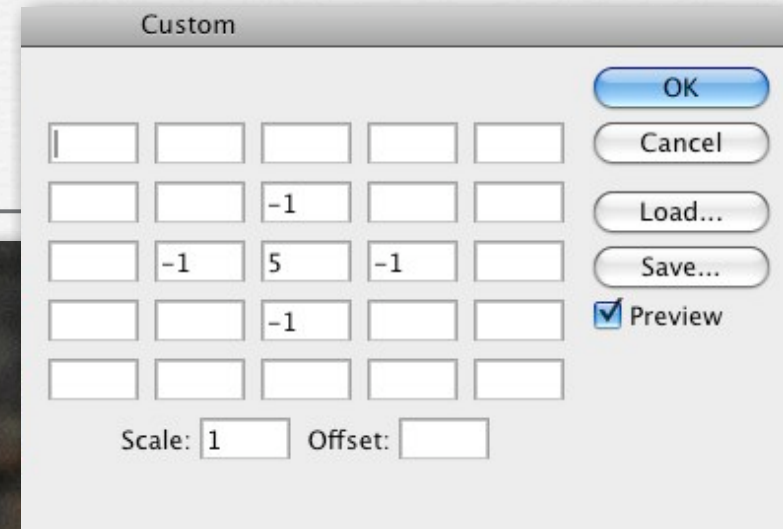 Custom
OK
Cancel
-1
Load...
-1 5 -1
Save...
-1
Preview
Scale: 1 Offset: